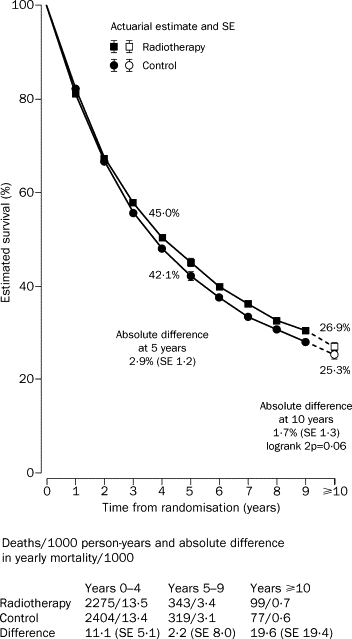 Actuarial estimate and SE
Radiotherapy
Control
Estimated survival (%)
100
80
60
40
20
0
45·0%
42·1%
Absolute difference
at 5 years
2·9% (SE 1·2)
26·9%
25·3%
Absolute difference
at 10 years
1·7% (SE 1·3)
logrank 2p=0·06
0 1 2 3 4 5 6 7 8 9 ≥10
Time from randomisation (years)
Deaths/1000 person-years and absolute difference
in yearly mortality/1000
Years 0–4 Years 5–9 Years ≥10
Radiotherapy 2275/13·5 343/3·4 99/0·7
Control 2404/13·4 319/3·1 77/0·6
Difference 11·1 (SE 5·1) 2·2 (SE 8·0) 19·6 (SE 19·4)